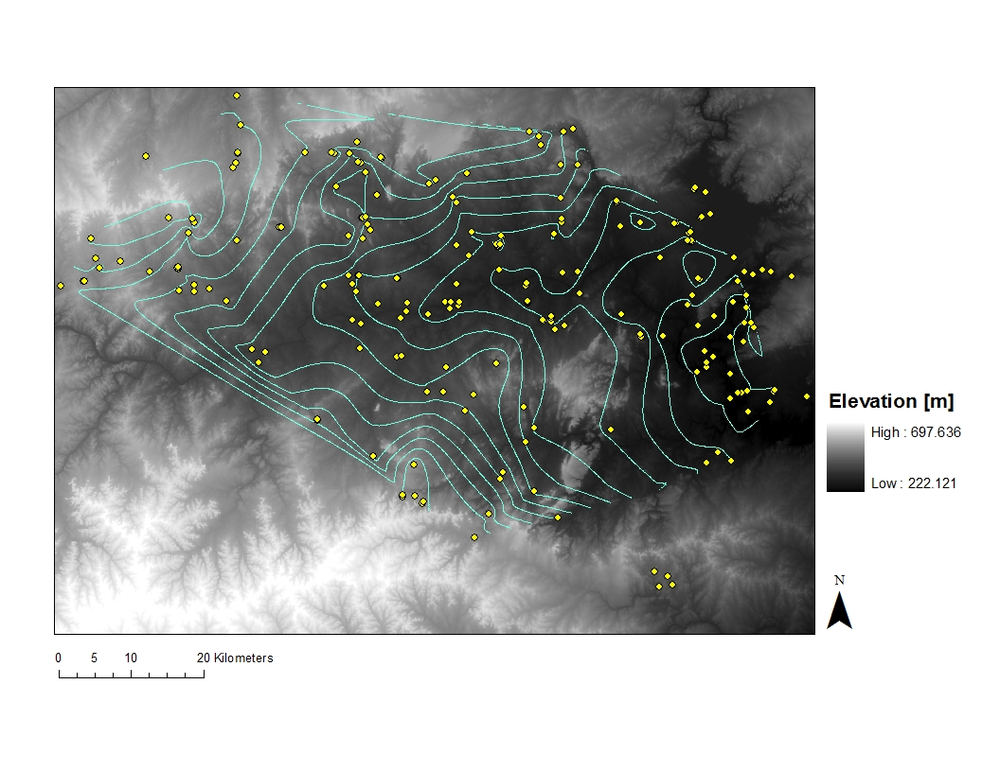 Elevation [m]
High : 697.636
Low : 222.121
N
0 5 10 20 Kilometers